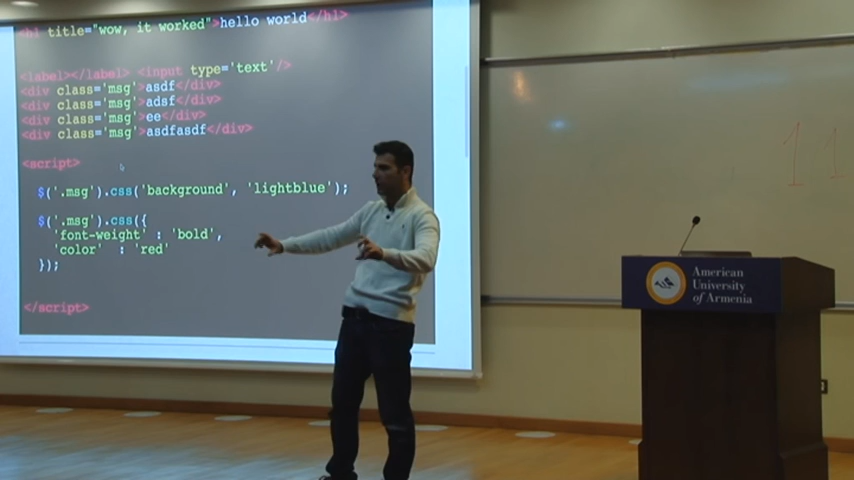 <h1 title="wow, it worked">hello world</h1>
<label></label> <input type='text'/>
<div class='msg'>asdf</div>
<div class='msg'>adsf</div>
<div class='msg'>ee</div>
<div class='msg'>asdfasdf</div>
<script>
$('.msg').css('background', 'lightblue');
$('.msg').css({
'font-weight' : 'bold',
'color' : 'red'
});
</script>
American
University
of Armenia
11